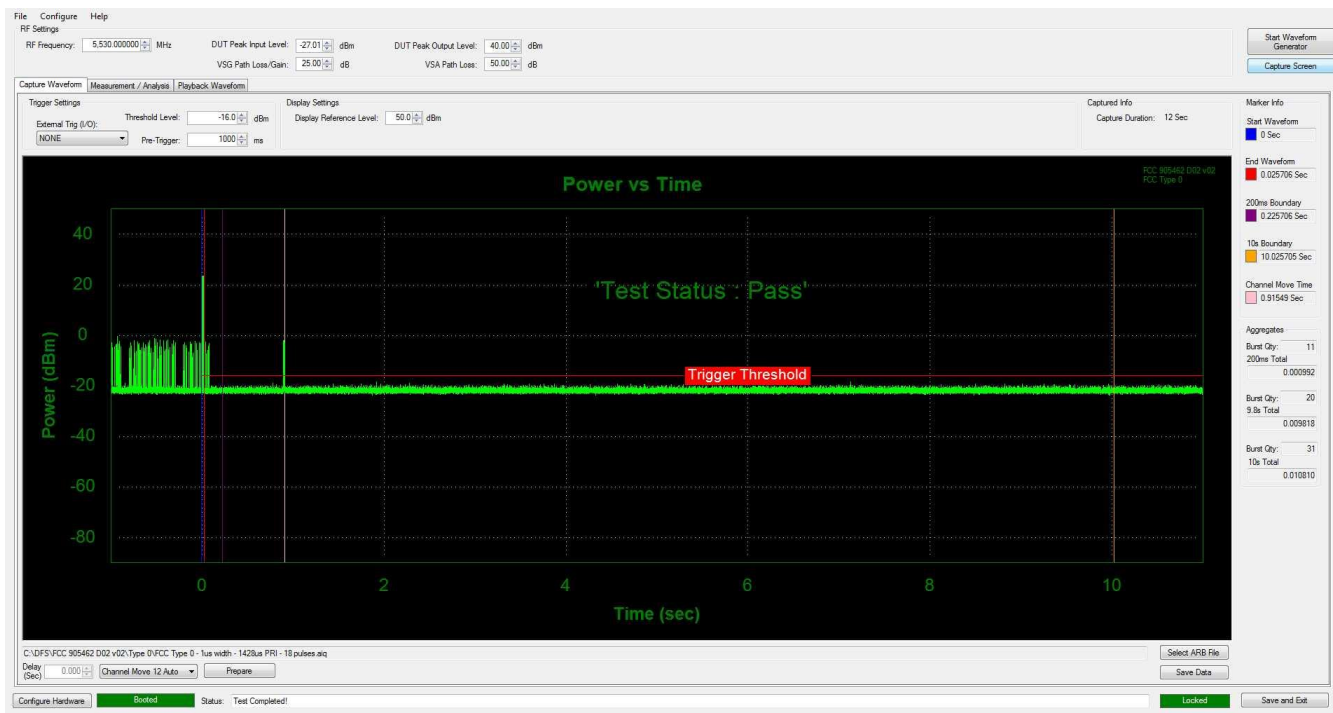 File Configure Help
RF Settings
RF Frequency: 5,530.000000 MHz DUT Peak Input Level: -27.01 dBm DUT Peak Output Level: 40.00 dBm
VSG Path Loss/Gain: 25.00 dB VSA Path Loss: 50.00 dB
Start Waveform
Generator
Capture Screen
Capture Waveform Measurement / Analysis Playback Waveform
Trigger Settings
External Trig (I/O): Threshold Level: -16.0 dBm
NONE Pre-Trigger: 1000 ms
Display Settings
Display Reference Level: 50.0 dBm
Captured Info
Capture Duration: 12 Sec
Marker Info
Start Waveform
0 Sec
End Waveform
0.025706 Sec
200ms Boundary
0.225706 Sec
10s Boundary
10.025705 Sec
Channel Move Time
0.91549 Sec
Aggregates
Burst Qty: 11
200ms Total
0.000992
Burst Qty: 20
9.8s Total
0.009818
Burst Qty: 31
10s Total
0.010810
FCC 905462 D02 v02
FCC Type 0
Power vs Time
'Test Status : Pass'
Trigger Threshold
Power (dBm)
40
20
0
-20
-40
-60
-80
0 2 4 6 8 10
Time (sec)
C:\DFS\FCC 905462 D02 v02\Type 0\FCC Type 0 - 1us width - 1428us PRI - 18 pulses.aiq
Select ARB File
Delay
(Sec) 0.000 Channel Move 12 Auto Prepare
Save Data
Configure Hardware Booted Status: Test Completed! Locked Save and Exit